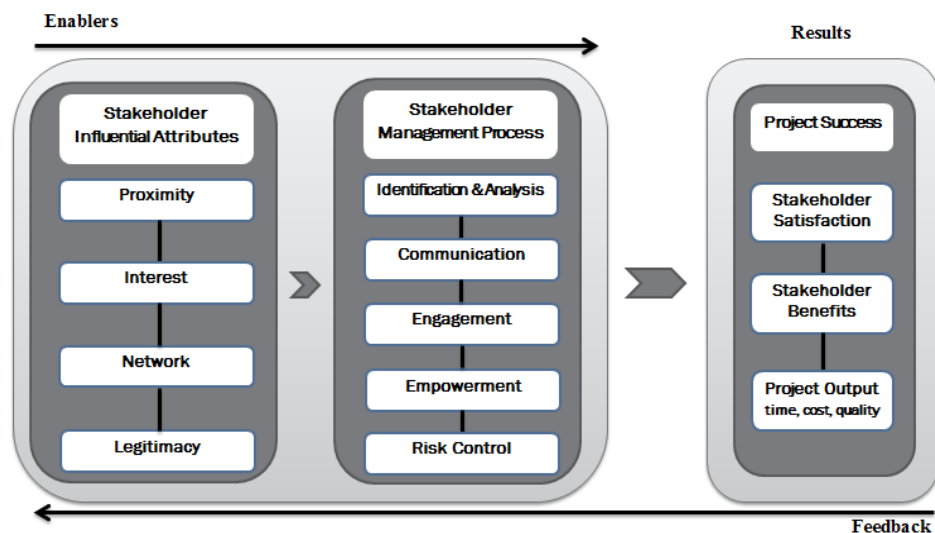 Enablers
Results
Stakeholder
Influential Attributes
Proximity
Interest
Network
Legitimacy
Stakeholder
Management Process
Identification & Analysis
Communication
Engagement
Empowerment
Risk Control
Project Success
Stakeholder
Satisfaction
Stakeholder
Benefits
Project Output
time, cost, quality
Feedback